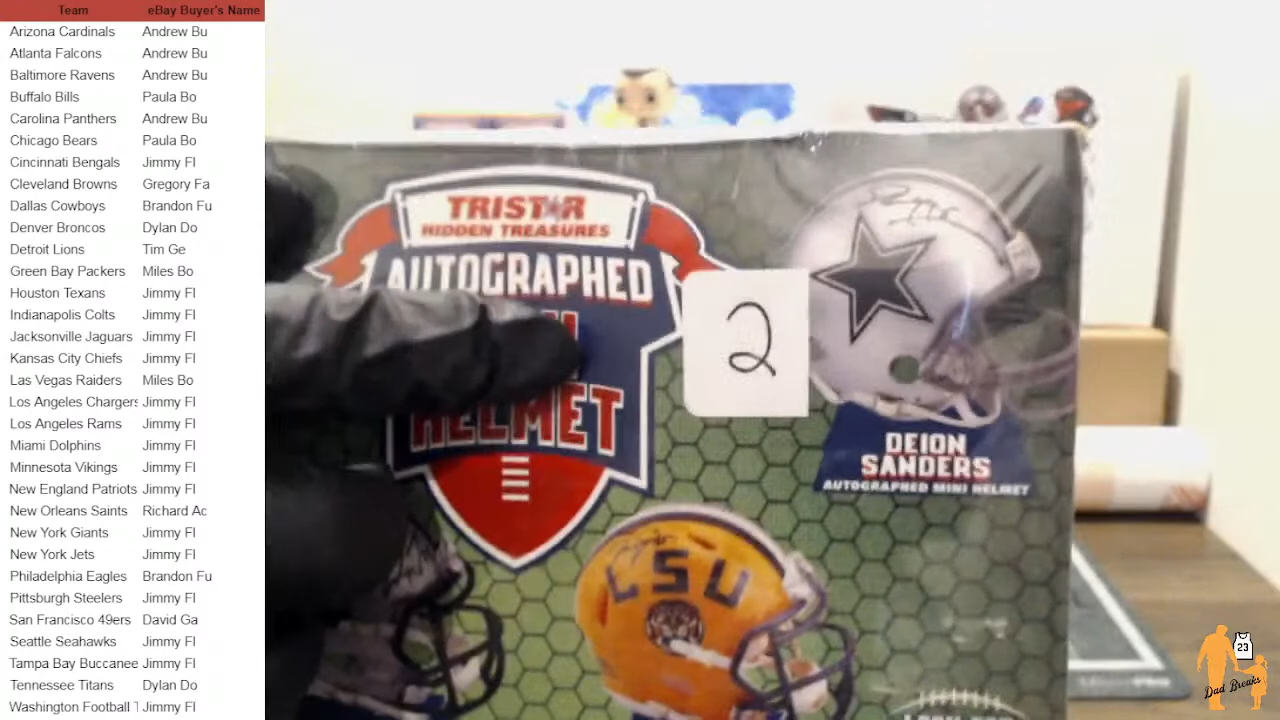 Team eBay Buyer's Name
Arizona Cardinals Andrew Bu
Atlanta Falcons Andrew Bu
Baltimore Ravens Andrew Bu
Buffalo Bills Paula Bo
Carolina Panthers Andrew Bu
Chicago Bears Paula Bo
Cincinnati Bengals Jimmy Fl
Cleveland Browns Gregory Fa
Dallas Cowboys Brandon Fu
Denver Broncos Dylan Do
Detroit Lions Tim Ge
Green Bay Packers Miles Bo
Houston Texans Jimmy Fl
Indianapolis Colts Jimmy Fl
Jacksonville Jaguars Jimmy Fl
Kansas City Chiefs Jimmy Fl
Las Vegas Raiders Miles Bo
Los Angeles Chargers Jimmy Fl
Los Angeles Rams Jimmy Fl
Miami Dolphins Jimmy Fl
Minnesota Vikings Jimmy Fl
New England Patriots Jimmy Fl
New Orleans Saints Richard Ac
New York Giants Jimmy Fl
New York Jets Jimmy Fl
Philadelphia Eagles Brandon Fu
Pittsburgh Steelers Jimmy Fl
San Francisco 49ers David Ga
Seattle Seahawks Jimmy Fl
Tampa Bay Buccanee Jimmy Fl
Tennessee Titans Dylan Do
Washington Football Jimmy Fl
TRISTAR
HIDDEN TREASURES
AUTOGRAPHED
HELMET
2
DEION
SANDERS
AUTOGRAPHED MINI HELMET
LSU
23
Dad Breaks